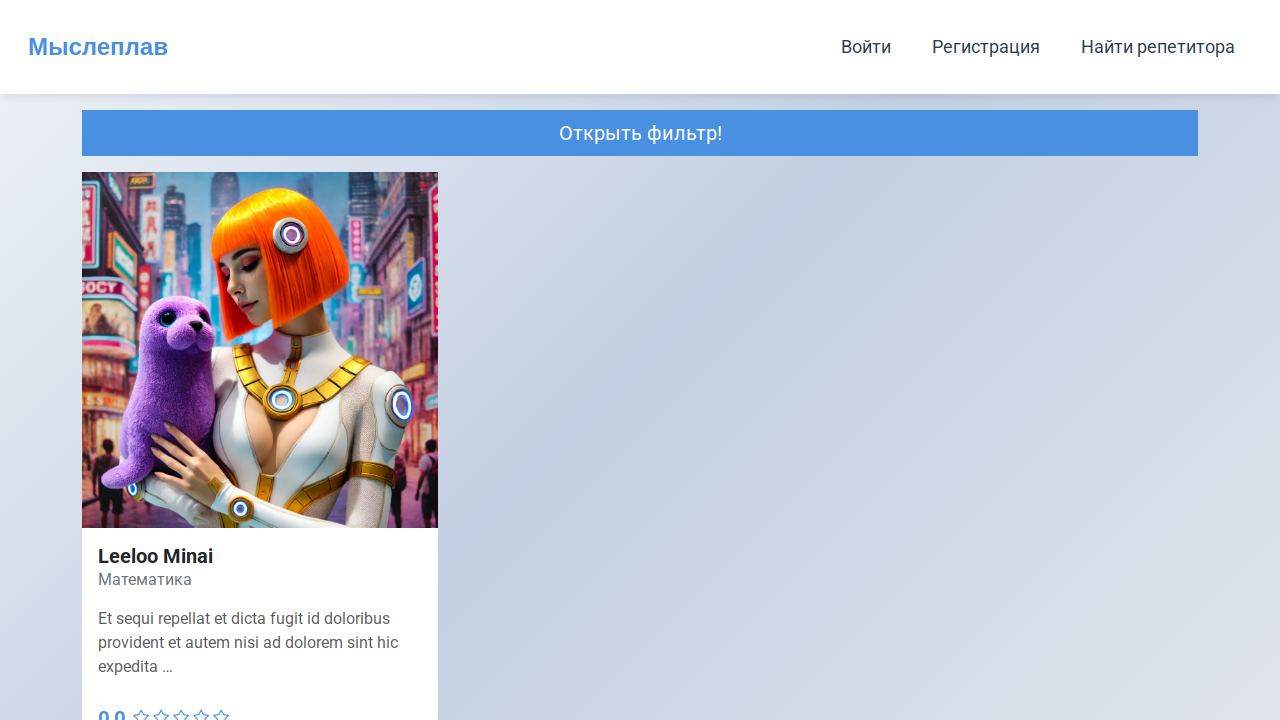 Мыслеплав
Войти
Регистрация
Найти репетитора
Открыть фильтр!
Leeloo Minai
Математика
Et sequi repellat et dicta fugit id doloribus
provident et autem nisi ad dolorem sint hic
expedita ...
0.0